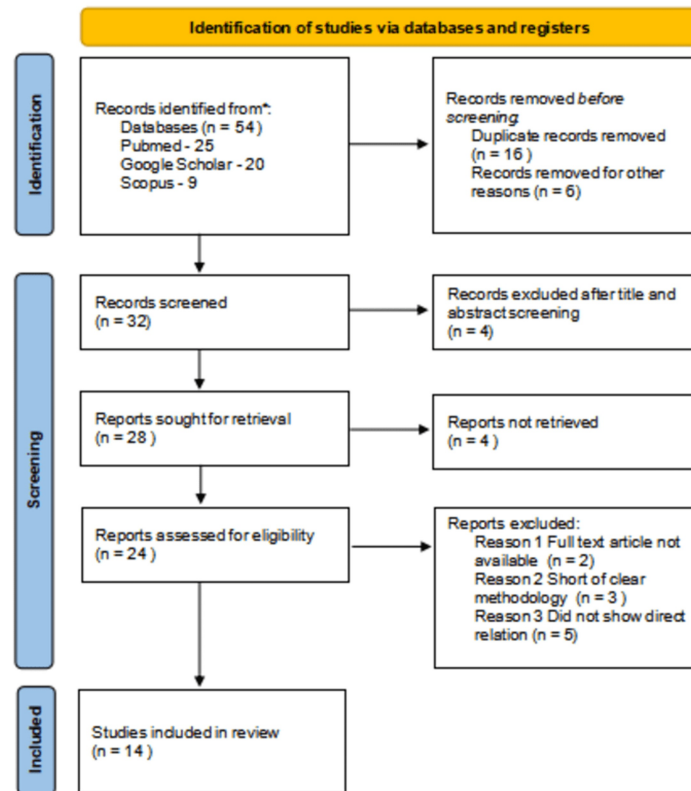 Identification of studies via databases and registers
Identification
Records identified from*:
Databases (n = 54 )
Pubmed - 25
Google Scholar - 20
Scopus - 9
Records removed before
screening:
Duplicate records removed
(n = 16 )
Records removed for other
reasons (n = 6)
Screening
Records screened
(n = 32)
Records excluded after title and
abstract screening
(n = 4)
Reports sought for retrieval
(n = 28 )
Reports not retrieved
(n = 4 )
Reports assessed for eligibility
(n = 24 )
Reports excluded:
Reason 1 Full text article not
available (n = 2)
Reason 2 Short of clear
methodology (n = 3 )
Reason 3 Did not show direct
relation (n = 5)
Included
Studies included in review
(n = 14 )